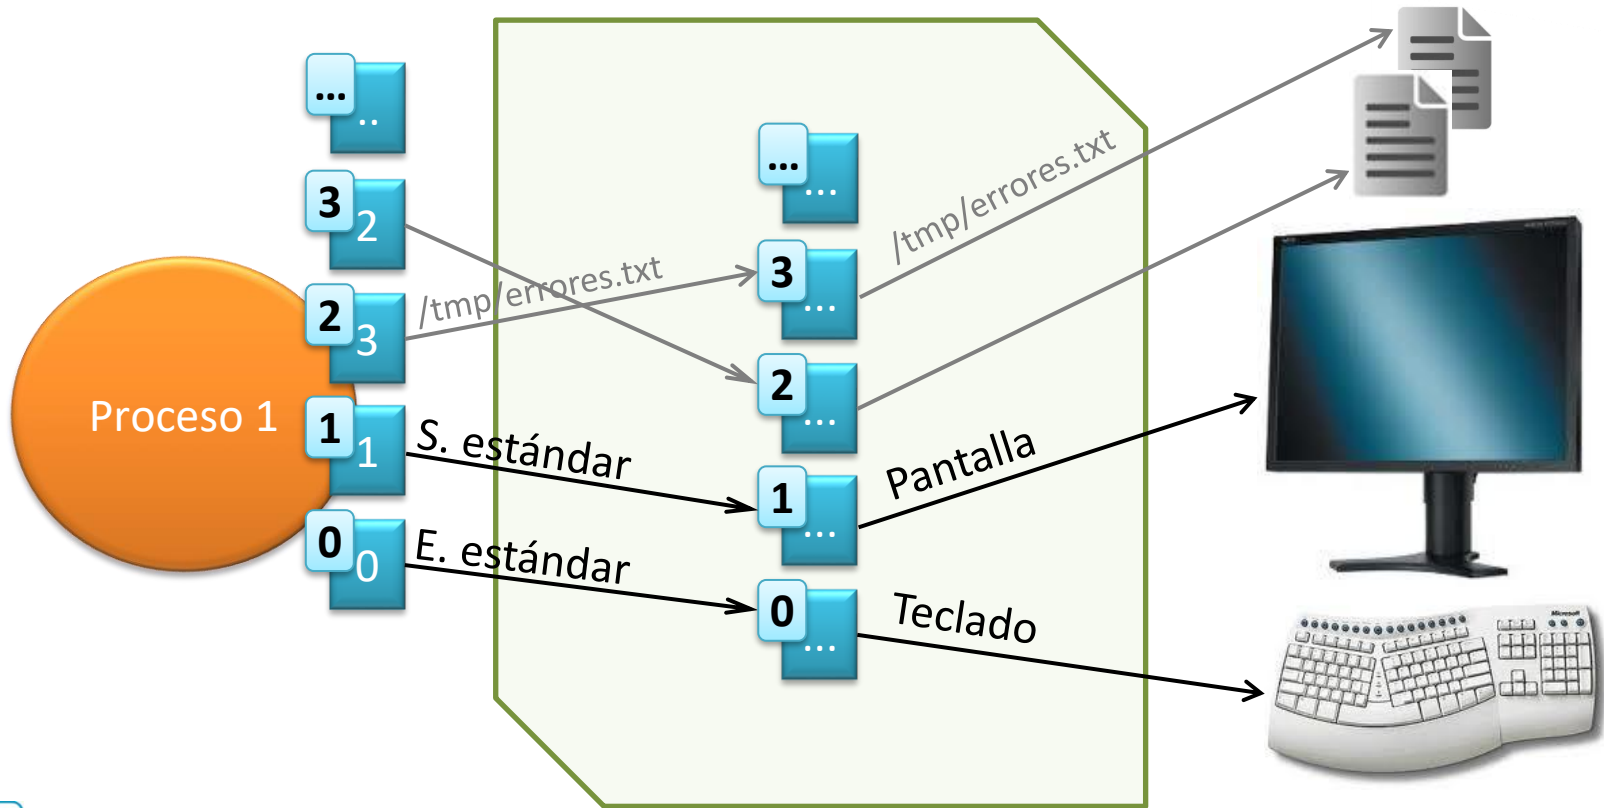 ...
..
3
2
2
3
Proceso 1
1
1
0
0
/tmp/errores.txt
S. estándar
E. estándar
...
...
3
...
2
...
1
...
0
...
/tmp/errores.txt
Pantalla
Teclado
Microsoft